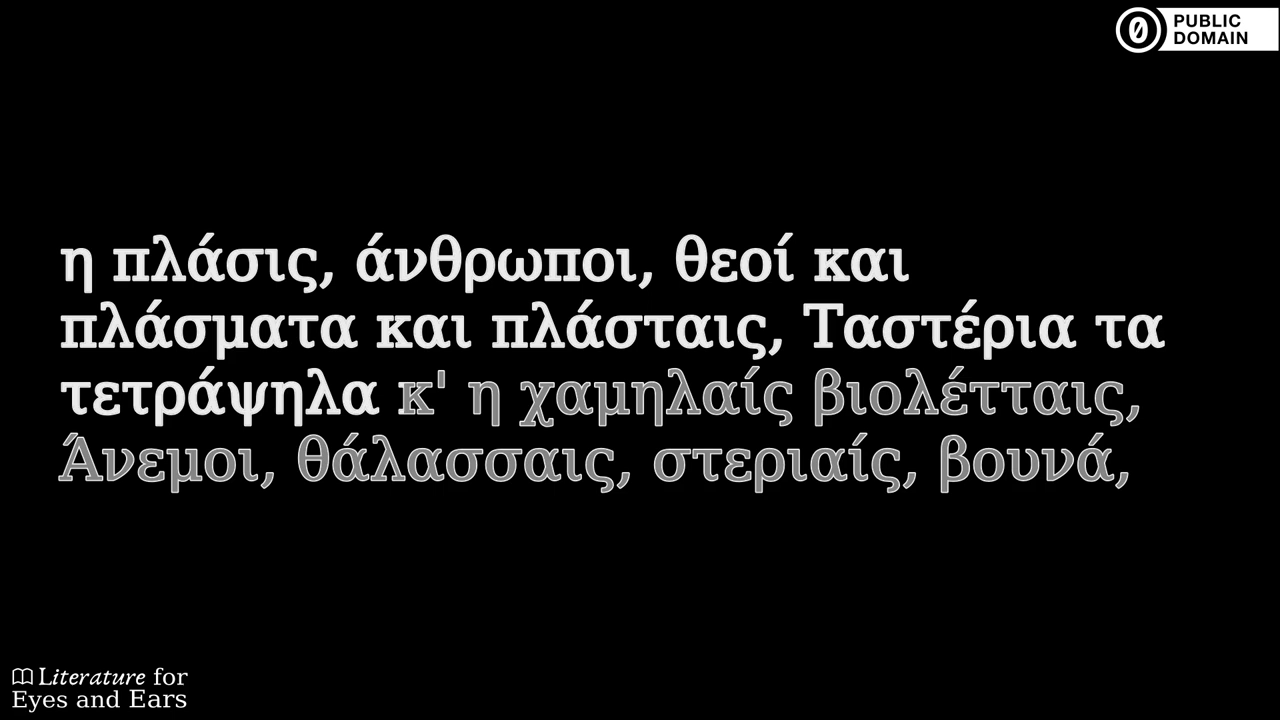 PUBLIC
DOMAIN
η πλάσις, άνθρωποι, θεοί και
πλάσματα και πλάσταις, Ταστέρια τα
τετράψηλα κ' η χαμηλαίς βιολέτταις,
Άνεμοι, θάλασσαις, στεριαίς, βουνά,
Literature for
Eyes and Ears